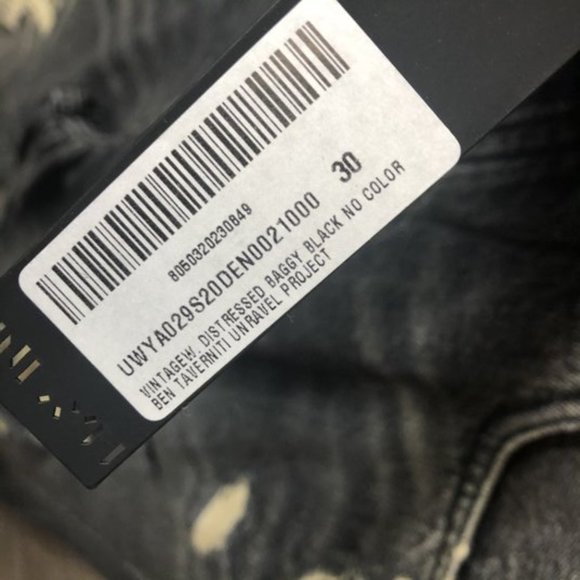 8050320230849
UWYA029S20DEN0021000 30
VINTAGEW. DISTRESSED BAGGY BLACK NO COLOR
BEN TAVERNITI UNRAVEL PROJECT